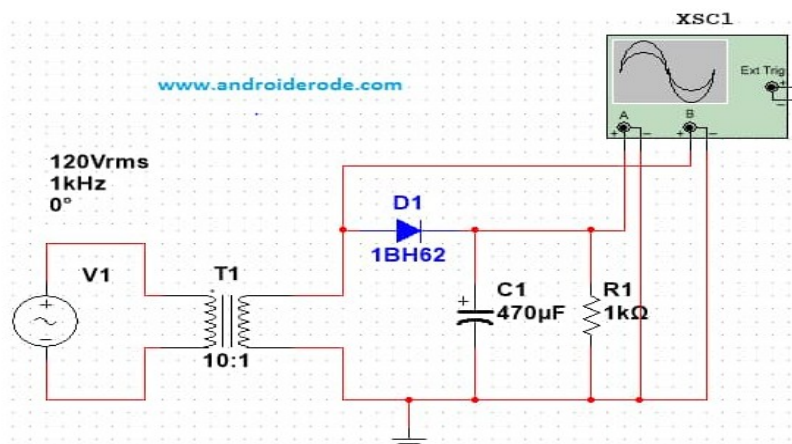 XSC1
www.androiderode.com
Ext Trig
+
-
A
B
+ - + -
120Vrms
1kHz
0°
D1
1BH62
V1
T1
C1
R1
+
470µF
1kΩ
+
-
10:1